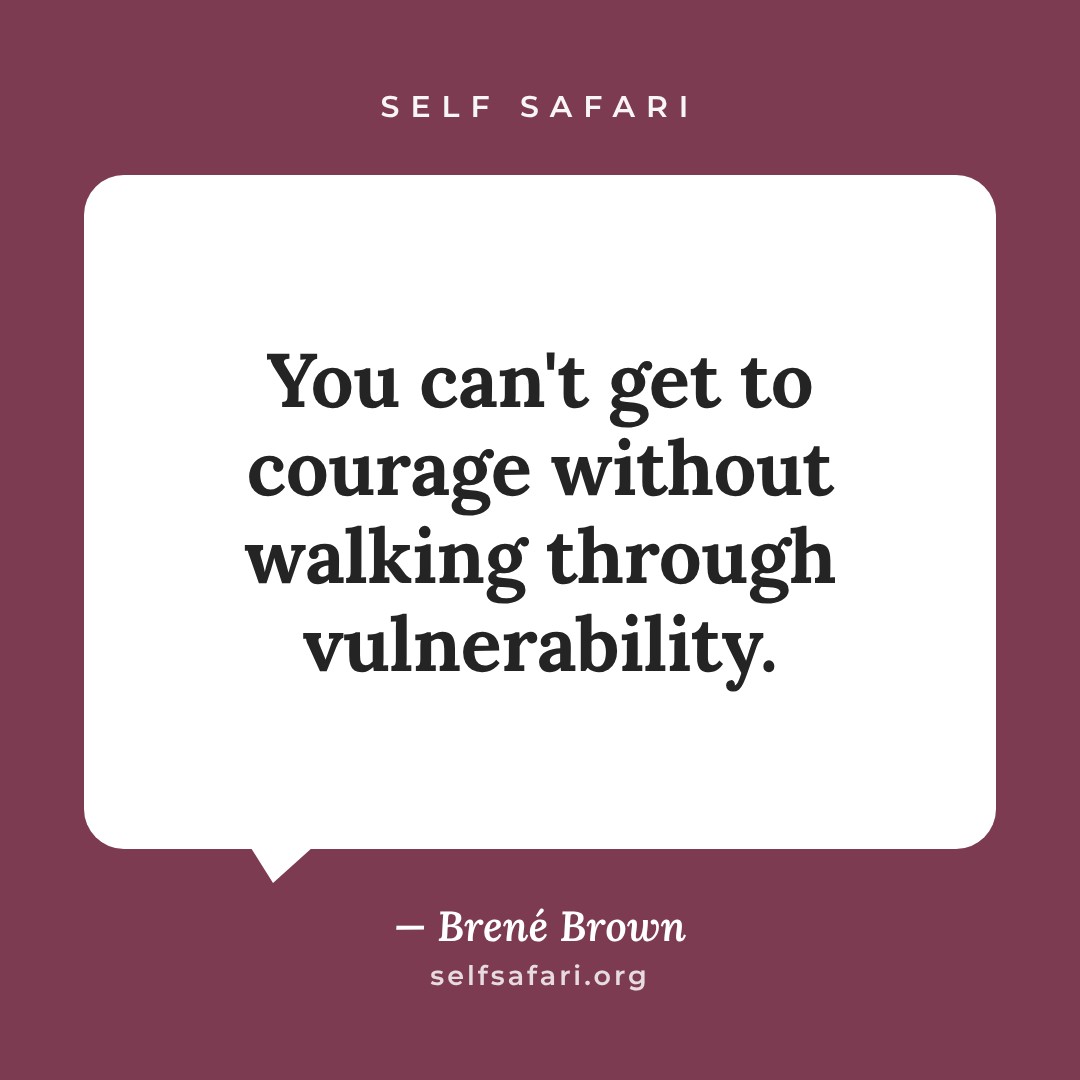 SELF SAFARI
You can't get to
courage without
walking through
vulnerability.
— Brené Brown
selfsafari.org